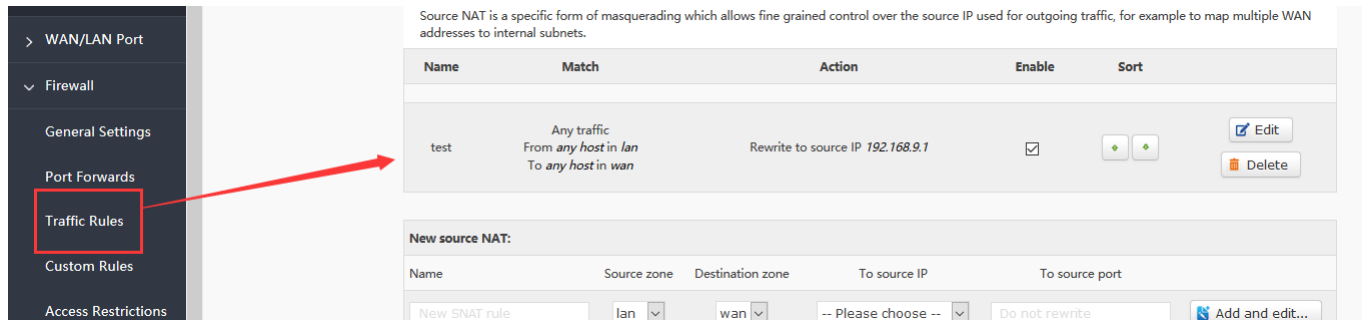 Source NAT is a specific form of masquerading which allows fine grained control over the source IP used for outgoing traffic, for example to map multiple WAN
addresses to internal subnets.
WAN/LAN Port
Firewall
General Settings
Port Forwards
Traffic Rules
Custom Rules
Access Restrictions
Name Match Action Enable Sort
test
Any traffic
From any host in lan
To any host in wan
Rewrite to source IP 192.168.9.1
Edit
Delete
New source NAT:
Name Source zone Destination zone To source IP To source port
New SNAT rule lan wan -- Please choose -- Do not rewrite Add and edit...